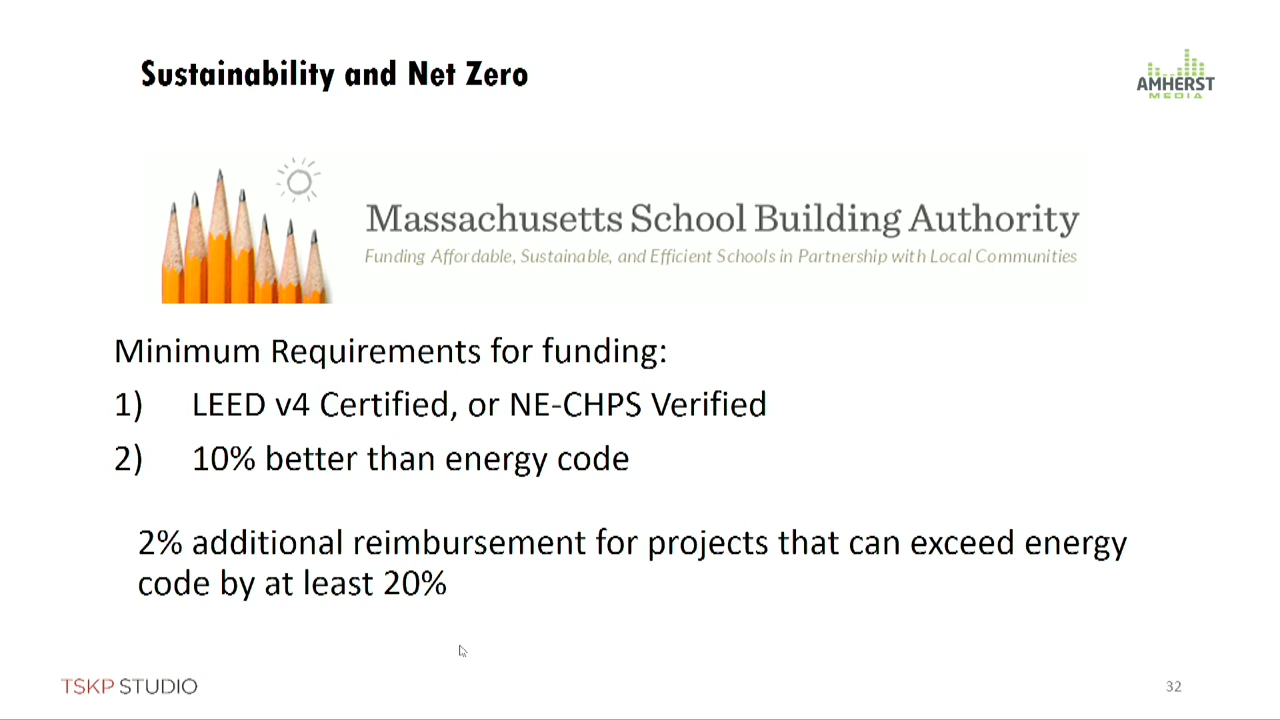 Sustainability and Net Zero
AMHERST
MEDIA
Massachusetts School Building Authority
Funding Affordable, Sustainable, and Efficient Schools in Partnership with Local Communities
Minimum Requirements for funding:
1) LEED v4 Certified, or NE-CHPS Verified
2) 10% better than energy code
2% additional reimbursement for projects that can exceed energy
code by at least 20%
TSKP STUDIO
32